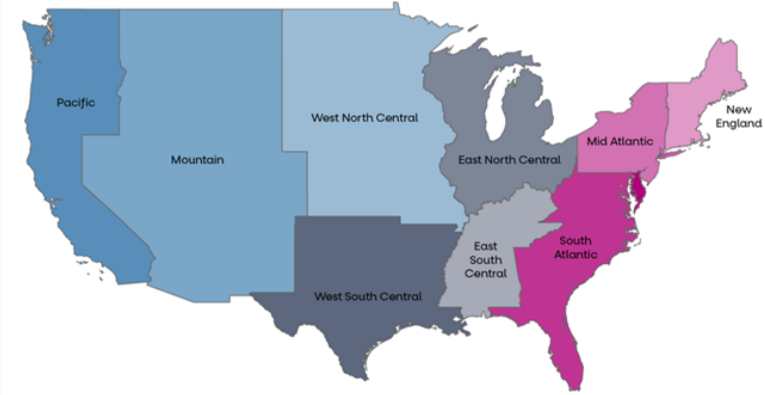 Pacific
Mountain
West North Central
East North Central
Mid Atlantic
New
England
East
South
Central
South
Atlantic
West South Central